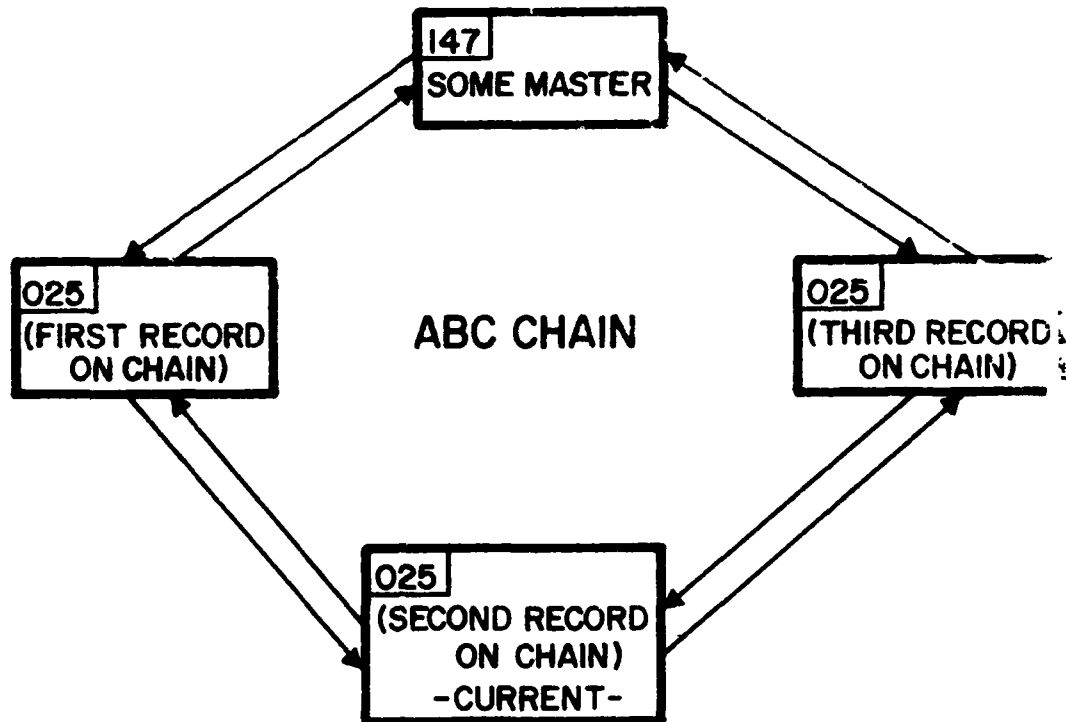 147
SOME MASTER
025
(FIRST RECORD
ON CHAIN)
ABC CHAIN
025
(THIRD RECORD
ON CHAIN)
025
(SECOND RECORD
ON CHAIN)
-CURRENT-